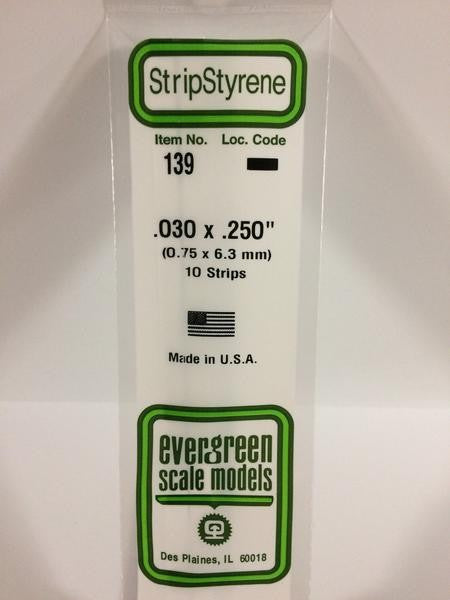 StripStyrene
Item No. Loc. Code
139
.030 x .250"
(0.75 x 6.3 mm)
10 Strips
Made in U.S.A.
evergreen
scale models
Des Plaines, IL 60018